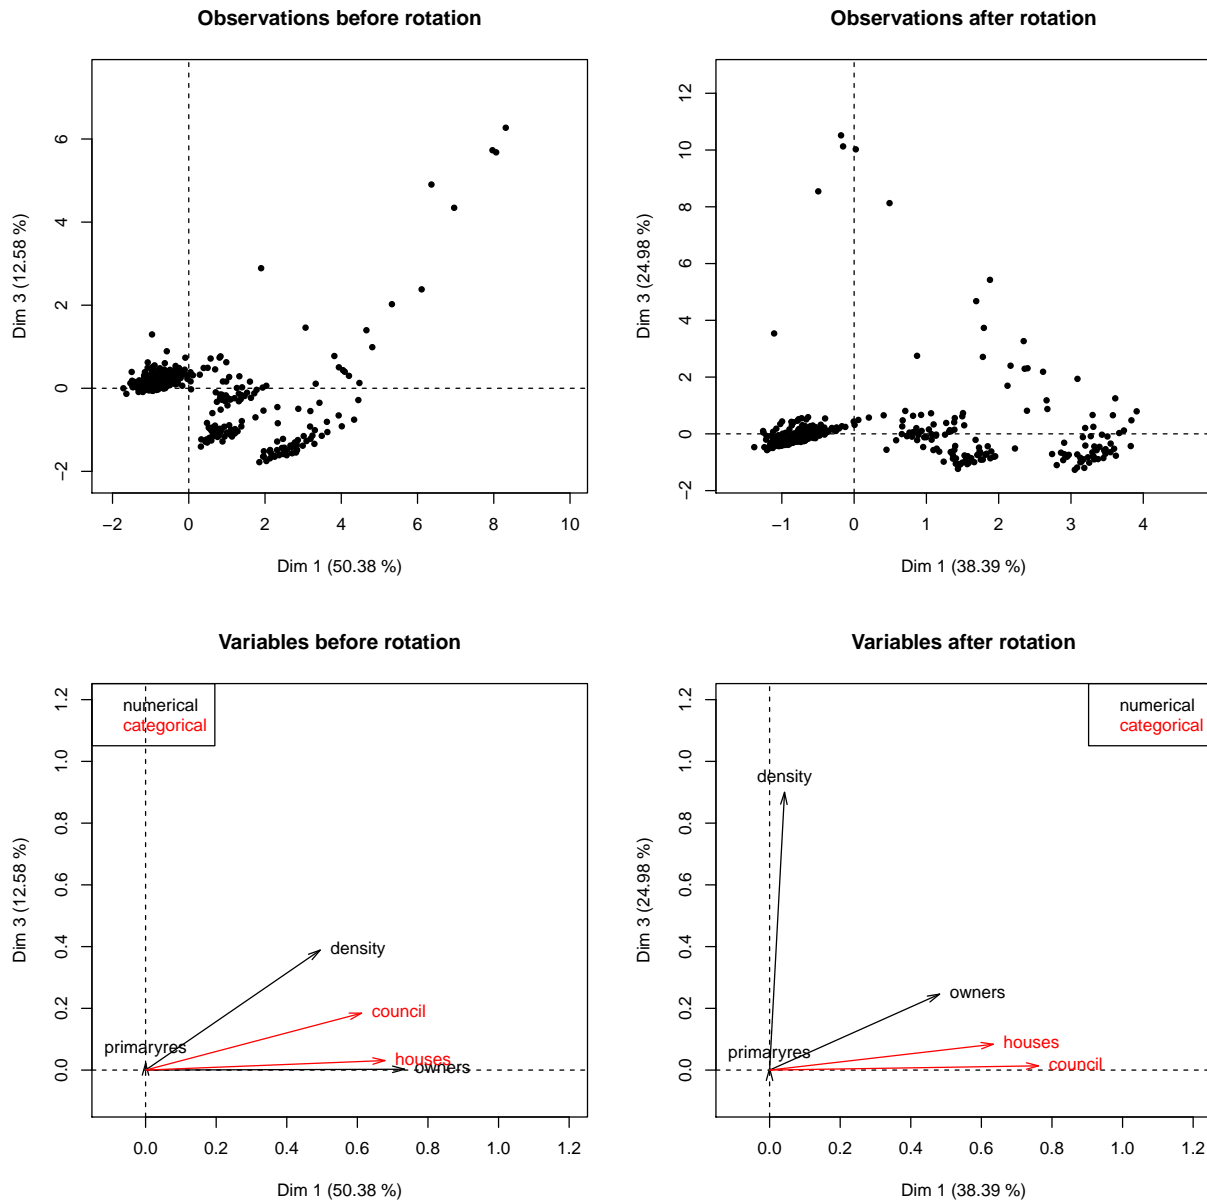 Observations before rotation
6
4
2
0
−2
Dim 3 (12.58 %)
−2 0 2 4 6 8 10
Dim 1 (50.38 %)
Observations after rotation
12
10
8
6
4
2
0
−2
Dim 3 (24.98 %)
−1 0 1 2 3 4
Dim 1 (38.39 %)
Variables before rotation
numerical
categorical
1.2
1.0
0.8
0.6
0.4
0.2
0.0
Dim 3 (12.58 %)
density
council
primaryres
houses
owners
0.0 0.2 0.4 0.6 0.8 1.0 1.2
Dim 1 (50.38 %)
Variables after rotation
numerical
categorical
1.2
1.0
0.8
0.6
0.4
0.2
0.0
Dim 3 (24.98 %)
density
owners
primaryres
houses
council
0.0 0.2 0.4 0.6 0.8 1.0 1.2
Dim 1 (38.39 %)